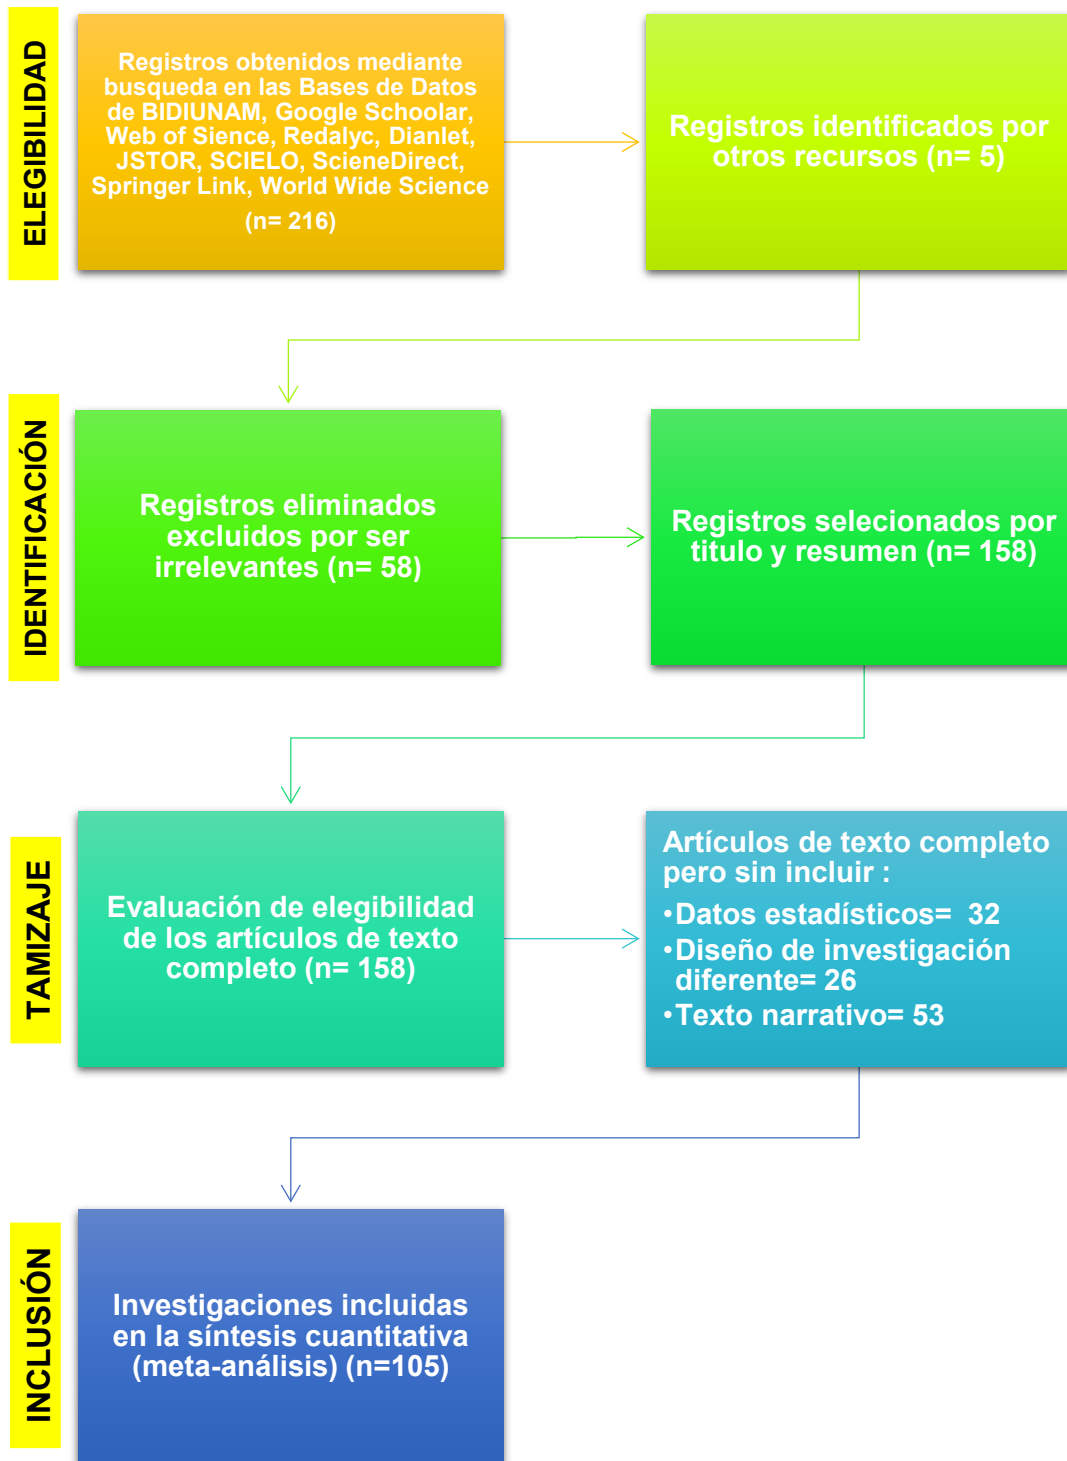 ELEGIBILIDAD
Registros obtenidos mediante
busqueda en las Bases de Datos
de BIDIUNAM, Google Schoolar,
Web of Sience, Redalyc, Dianlet,
JSTOR, SCIELO, ScieneDirect,
Springer Link, World Wide Science
(n= 216)
Registros identificados por
otros recursos (n= 5)
IDENTIFICACIÓN
Registros eliminados
excluidos por ser
irrelevantes (n= 58)
Registros selecionados por
titulo y resumen (n= 158)
TAMIZAJE
Evaluación de elegibilidad
de los artículos de texto
completo (n= 158)
Artículos de texto completo
pero sin incluir :
•Datos estadísticos= 32
•Diseño de investigación
diferente= 26
•Texto narrativo= 53
INCLUSIÓN
Investigaciones incluidas
en la síntesis cuantitativa
(meta-análisis) (n=105)